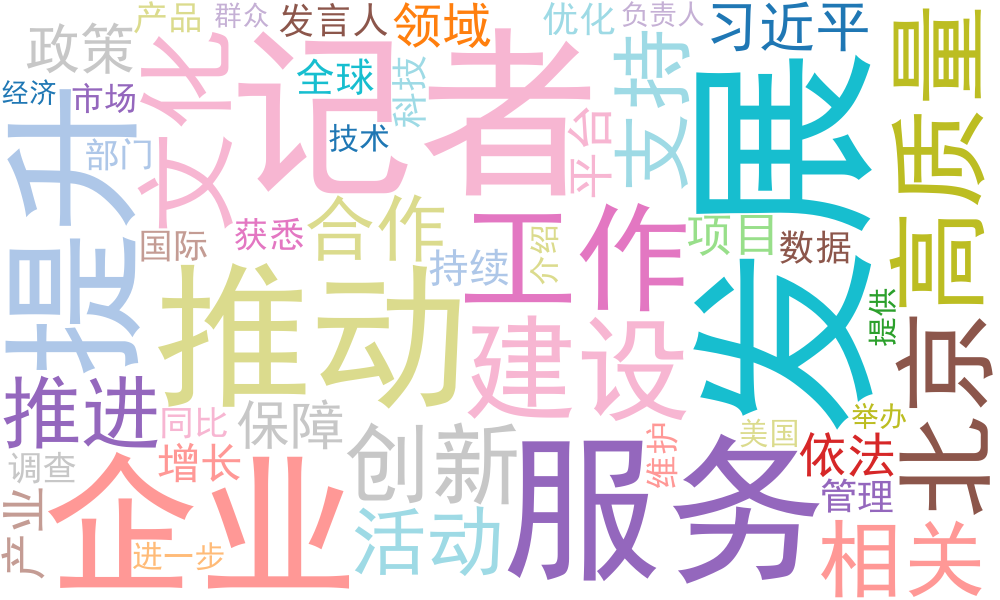 产品
群众
发言人
领域
优化
负责人
习近平
政策
文化
记者
全球
科技
支持
发展
高质量
经济
市场
提升
部门
技术
平台
国际
获悉
合作
持续
工作
介绍
项目
数据
推动
建设
提供
北京
推进
同比
保障
创新
美国
举办
调查
增长
维护
依法
企业
服务
管理
产业
进一步
活动
相关